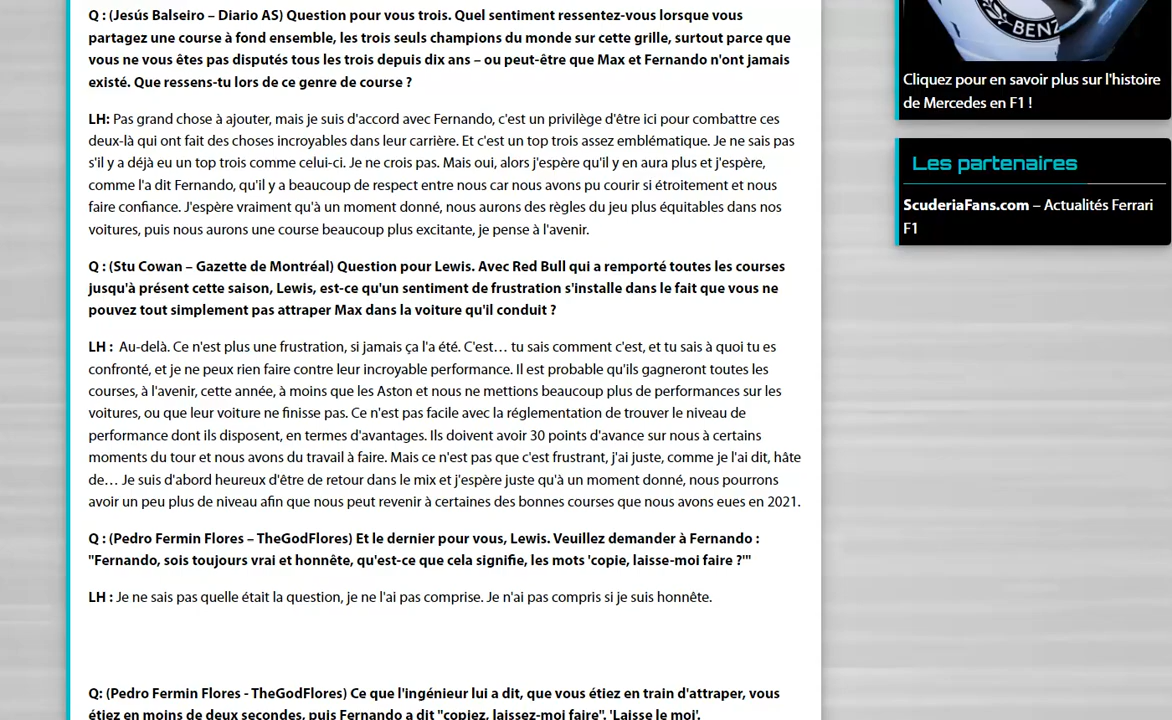 Q : (Jesús Balseiro – Diario AS) Question pour vous trois. Quel sentiment ressentez-vous lorsque vous
partagez une course à fond ensemble, les trois seuls champions du monde sur cette grille, surtout parce que
vous ne vous êtes pas disputés tous les trois depuis dix ans – ou peut-être que Max et Fernando n'ont jamais
existé. Que ressens-tu lors de ce genre de course ?
LH: Pas grand chose à ajouter, mais je suis d'accord avec Fernando, c'est un privilège d'être ici pour combattre ces
deux-là qui ont fait des choses incroyables dans leur carrière. Et c'est un top trois assez emblématique. Je ne sais pas
s'il y a déjà eu un top trois comme celui-ci. Je ne crois pas. Mais oui, alors j'espère qu'il y en aura plus et j'espère,
comme l'a dit Fernando, qu'il y a beaucoup de respect entre nous car nous avons pu courir si étroitement et nous
faire confiance. J'espère vraiment qu'à un moment donné, nous aurons des règles du jeu plus équitables dans nos
voitures, puis nous aurons une course beaucoup plus excitante, je pense à l'avenir.
Q : (Stu Cowan – Gazette de Montréal) Question pour Lewis. Avec Red Bull qui a remporté toutes les courses
jusqu'à présent cette saison, Lewis, est-ce qu'un sentiment de frustration s'installe dans le fait que vous ne
pouvez tout simplement pas attraper Max dans la voiture qu'il conduit ?
LH : Au-delà. Ce n'est plus une frustration, si jamais ça l'a été. C'est… tu sais comment c'est, et tu sais à quoi tu es
confronté, et je ne peux rien faire contre leur incroyable performance. Il est probable qu'ils gagneront toutes les
courses, à l'avenir, cette année, à moins que les Aston et nous ne mettions beaucoup plus de performances sur les
voitures, ou que leur voiture ne finisse pas. Ce n'est pas facile avec la réglementation de trouver le niveau de
performance dont ils disposent, en termes d'avantages. Ils doivent avoir 30 points d'avance sur nous à certains
moments du tour et nous avons du travail à faire. Mais ce n'est pas que c'est frustrant, j'ai juste, comme je l'ai dit, hâte
de… Je suis d'abord heureux d'être de retour dans le mix et j'espère juste qu'à un moment donné, nous pourrons
avoir un peu plus de niveau afin que nous peut revenir à certaines des bonnes courses que nous avons eues en 2021.
Q : (Pedro Fermin Flores – TheGodFlores) Et le dernier pour vous, Lewis. Veuillez demander à Fernando :
"Fernando, sois toujours vrai et honnête, qu'est-ce que cela signifie, les mots 'copie, laisse-moi faire ?'"
LH : Je ne sais pas quelle était la question, je ne l'ai pas comprise. Je n'ai pas compris si je suis honnête.
Q: (Pedro Fermin Flores - TheGodFlores) Ce que l'ingénieur lui a dit, que vous étiez en train d'attraper, vous
étiez en moins de deux secondes, puis Fernando a dit "copiez, laissez-moi faire". 'Laisse le moi'.
BENZ
Cliquez pour en savoir plus sur l'histoire
de Mercedes en F1 !
Les partenaires
ScuderiaFans.com – Actualités Ferrari
F1